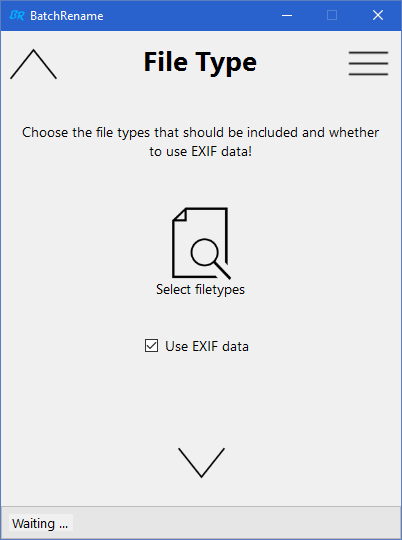 BR BatchRename
File Type
Choose the file types that should be included and whether
to use EXIF data!
Select filetypes
Use EXIF data
Waiting ...